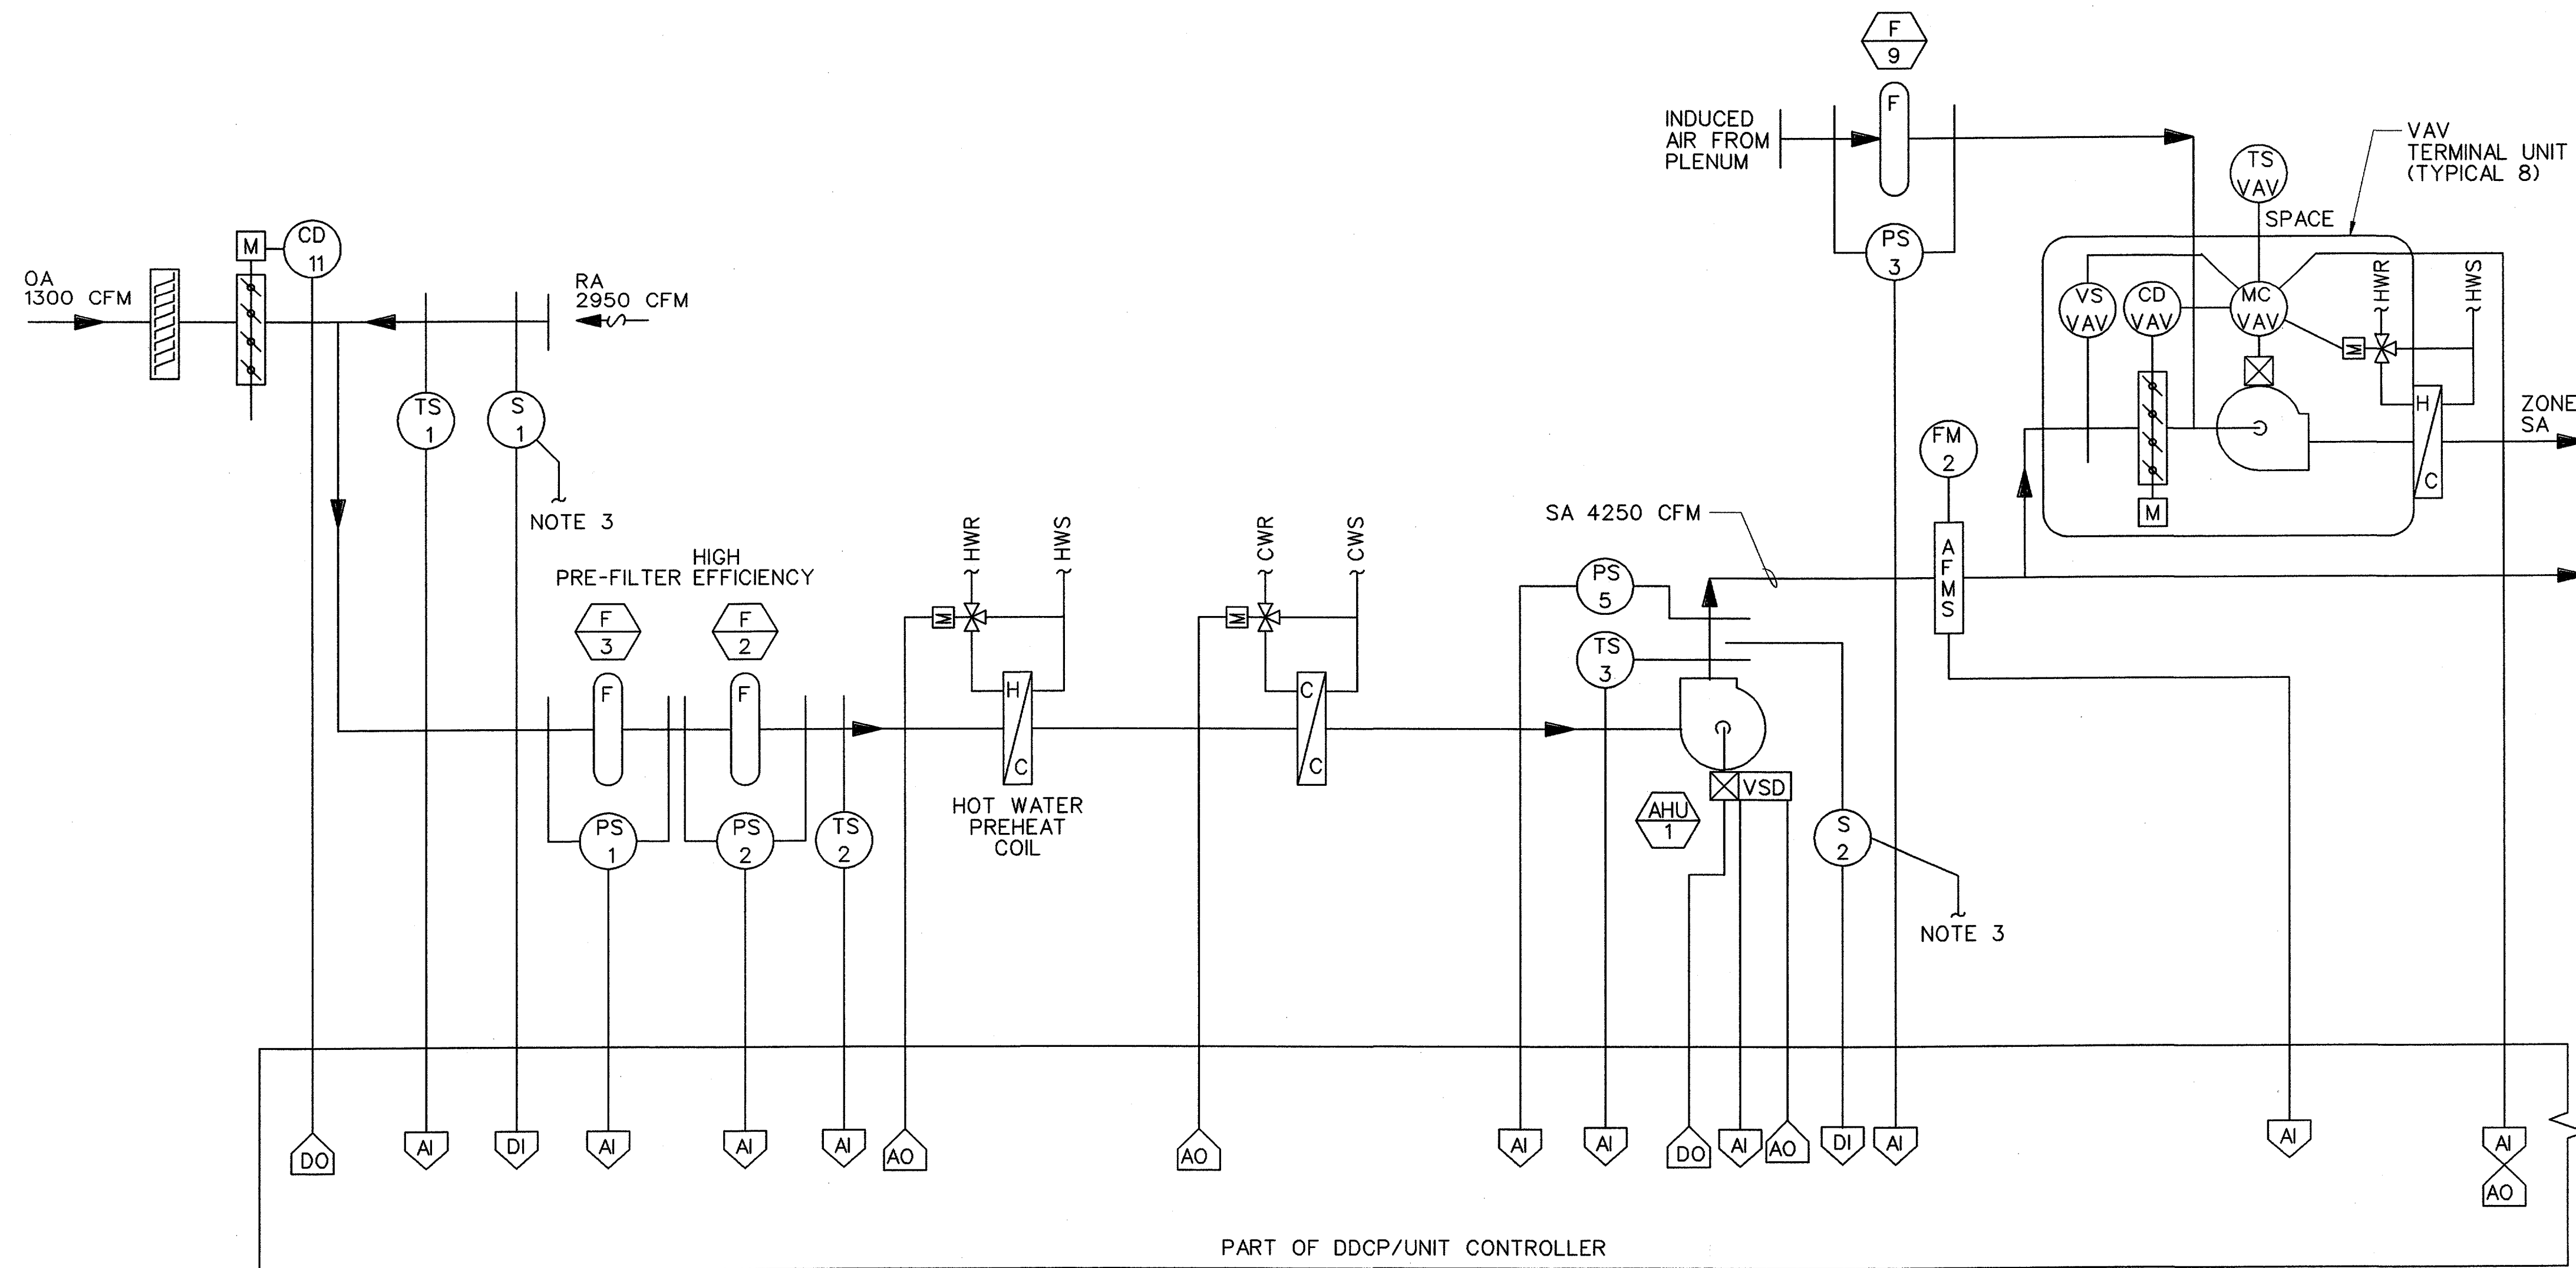 F
9
INDUCED
AIR FROM
PLENUM
F
PS
3
VAV
TERMINAL UNIT
(TYPICAL 8)
TS
VAV
SPACE
OA
1300 CFM
M
CD
11
RA
2950 CFM
VS
VAV
CD
VAV
MC
VAV
M
HWR
HWS
H
C
M
ZONE
SA
TS
1
S
1
NOTE 3
FM
2
AFMS
SA 4250 CFM
HIGH
PRE-FILTER EFFICIENCY
F
3
F
2
F
F
PS
1
PS
2
TS
2
HWR
HWS
M
H
C
HOT WATER
PREHEAT
COIL
CWR
CWS
M
C
C
PS
5
TS
3
VSD
AHU
1
S
2
NOTE 3
DO
AI
DI
AI
AI
AI
AO
AO
AI
AI
DO
AI
AO
DI
AI
AI
AI
AO
PART OF DDCP/UNIT CONTROLLER